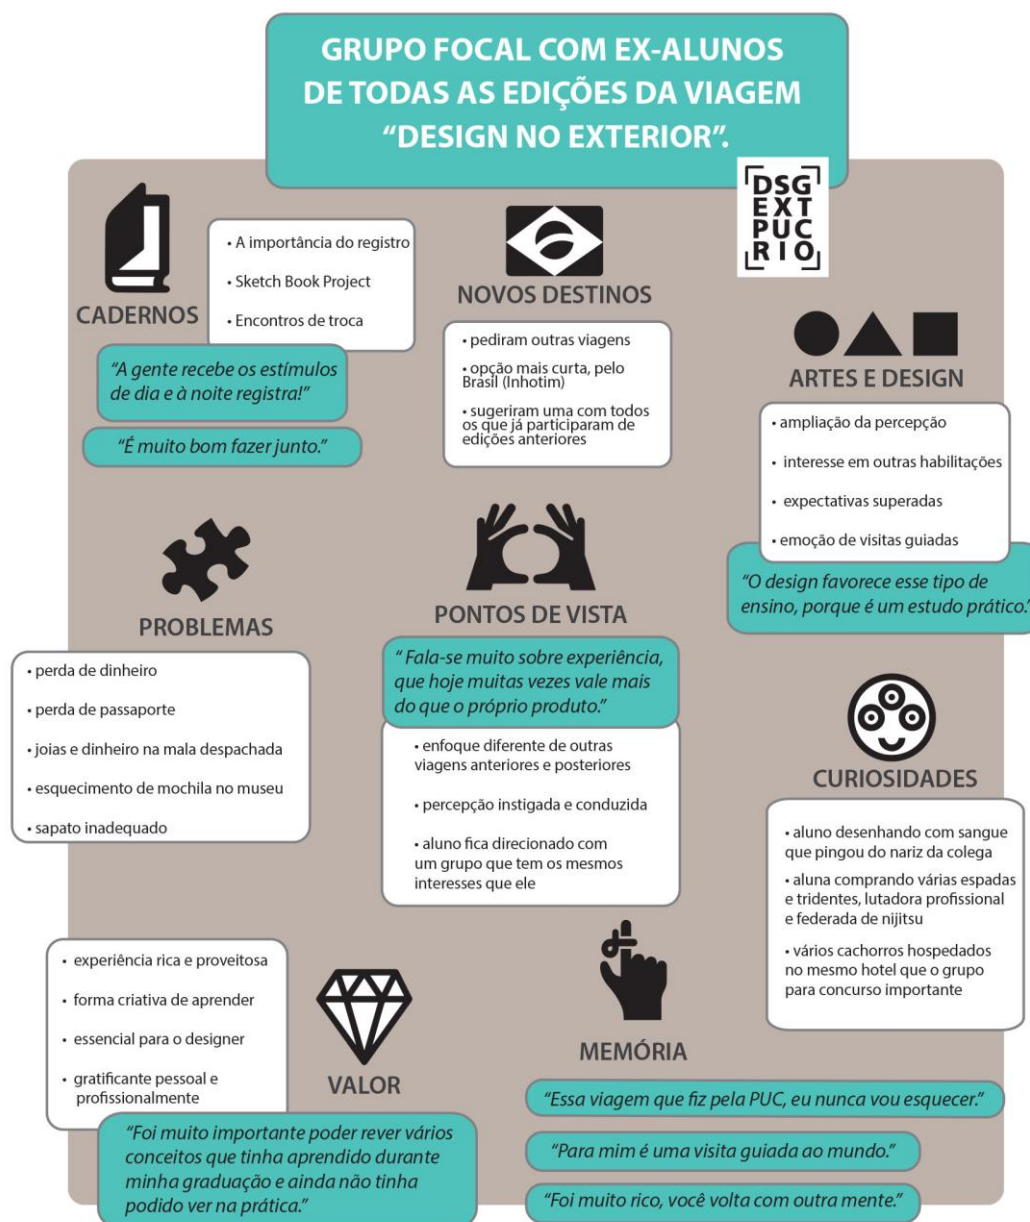 GRUPO FOCAL COM EX-ALUNOS
DE TODAS AS EDIÇÕES DA VIAGEM
“DESIGN NO EXTERIOR”.
DSG
EXT
PUC
RIO
CADERNOS
• A importância do registro
• Sketch Book Project
• Encontros de troca
“A gente recebe os estímulos
de dia e à noite registra!”
“É muito bom fazer junto.”
NOVOS DESTINOS
• pediram outras viagens
• opção mais curta, pelo
Brasil (Inhotim)
• sugeriram uma com todos
os que já participaram de
edições anteriores
ARTES E DESIGN
• ampliação da percepção
• interesse em outras habilitações
• expectativas superadas
• emoção de visitas guiadas
“O design favorece esse tipo de
ensino, porque é um estudo prático.”
PROBLEMAS
• perda de dinheiro
• perda de passaporte
• joias e dinheiro na mala despachada
• esquecimento de mochila no museu
• sapato inadequado
PONTOS DE VISTA
“ Fala-se muito sobre experiência,
que hoje muitas vezes vale mais
do que o próprio produto.”
• enfoque diferente de outras
viagens anteriores e posteriores
• percepção instigada e conduzida
• aluno fica direcionado com
um grupo que tem os mesmos
interesses que ele
CURIOSIDADES
• aluno desenhando com sangue
que pingou do nariz da colega
• aluna comprando várias espadas
e tridentes, lutadora profissional
e federada de nijitsu
• vários cachorros hospedados
no mesmo hotel que o grupo
para concurso importante
• experiência rica e proveitosa
• forma criativa de aprender
• essencial para o designer
• gratificante pessoal e
profissionalmente
VALOR
“Foi muito importante poder rever vários
conceitos que tinha aprendido durante
minha graduação e ainda não tinha
podido ver na prática.”
MEMÓRIA
“Essa viagem que fiz pela PUC, eu nunca vou esquecer.”
“Para mim é uma visita guiada ao mundo.”
“Foi muito rico, você volta com outra mente.”